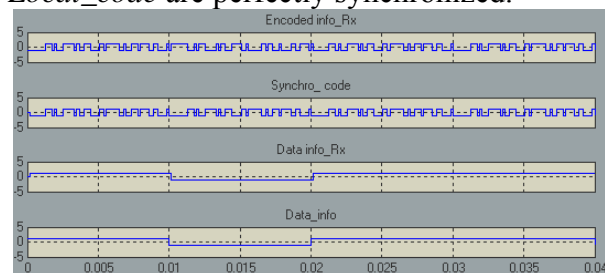 Local_code are perfectly synchronized.
Encoded info_Rx
5
0
-5
Synchro_ code
5
0
-5
Data info_Rx
5
0
-5
Data_info
5
0
-5
0 0.005 0.01 0.015 0.02 0.025 0.03 0.035 0.04